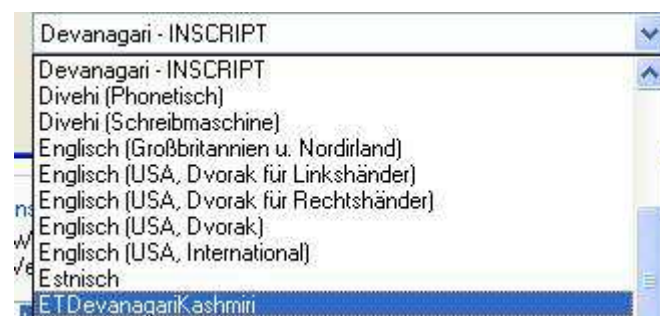 Devanagari - INSCRIPT
Devanagari - INSCRIPT
Divehi (Phonetisch)
Divehi (Schreibmaschine)
Englisch (Großbritannien u. Nordirland)
Englisch (USA, Dvorak für Linkshänder)
Englisch (USA, Dvorak für Rechtshänder)
Englisch (USA, Dvorak)
Englisch (USA, International)
Estnisch
ETDevanagariKashmiri